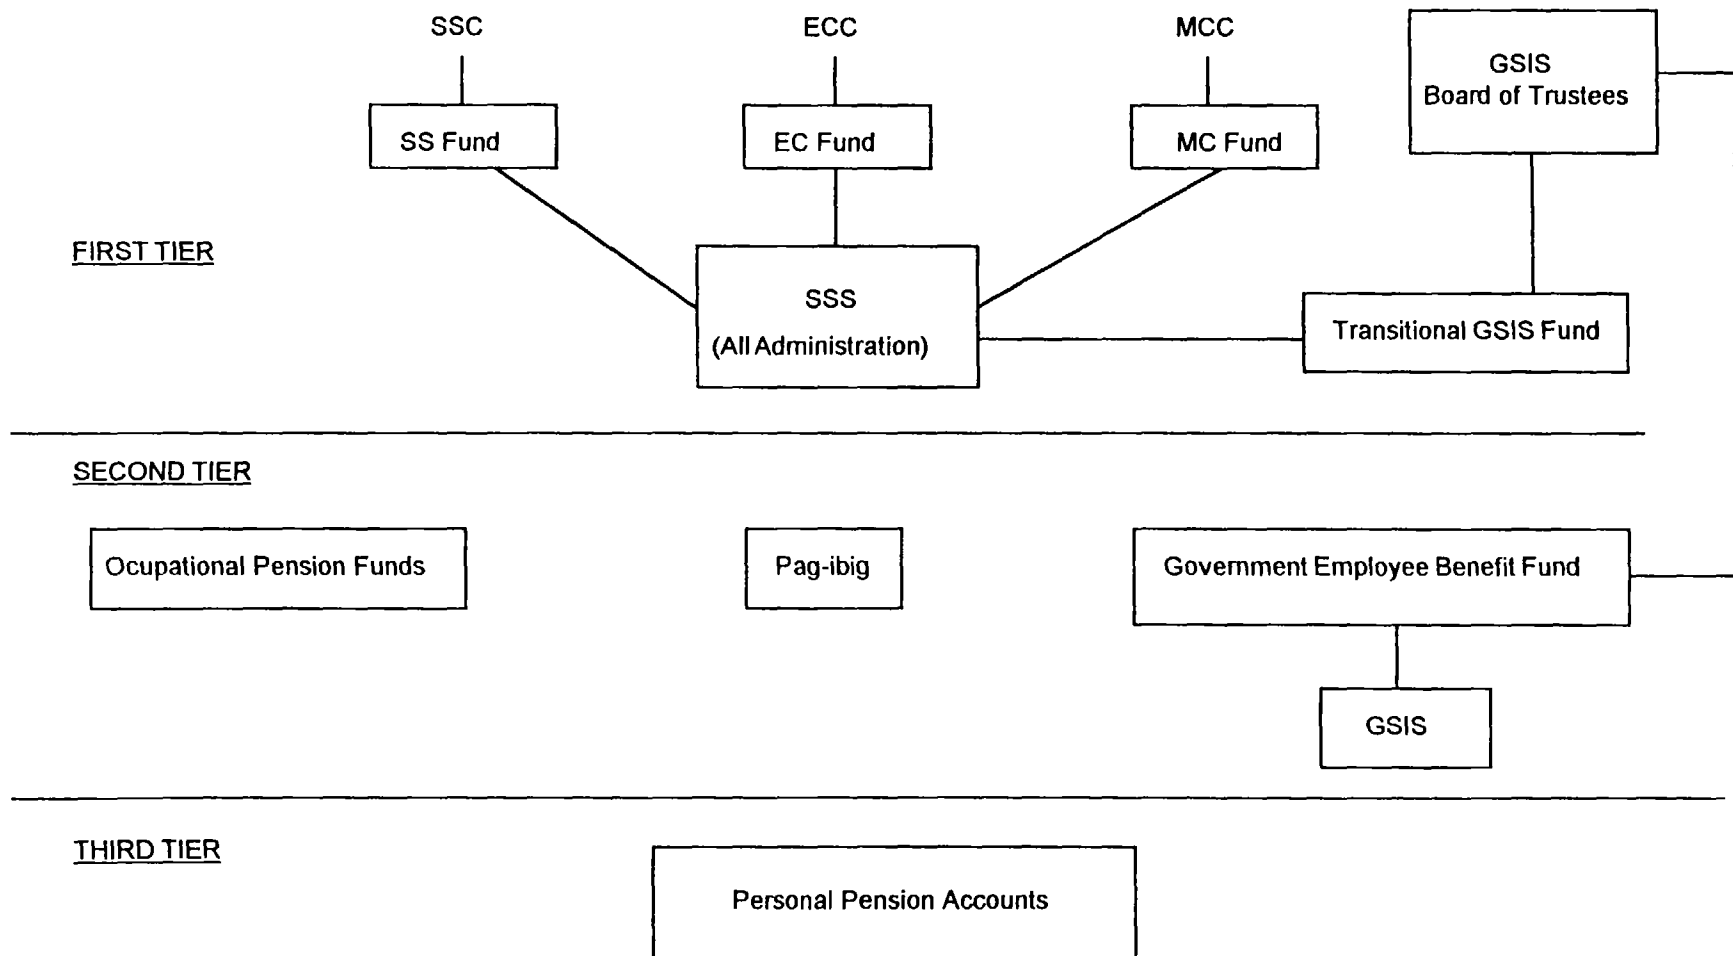 SSC
ECC
MCC
GSIS
Board of Trustees
SS Fund
EC Fund
MC Fund
FIRST TIER
SSS
(All Administration)
Transitional GSIS Fund
SECOND TIER
Ocupational Pension Funds
Pag-ibig
Government Employee Benefit Fund
GSIS
THIRD TIER
Personal Pension Accounts